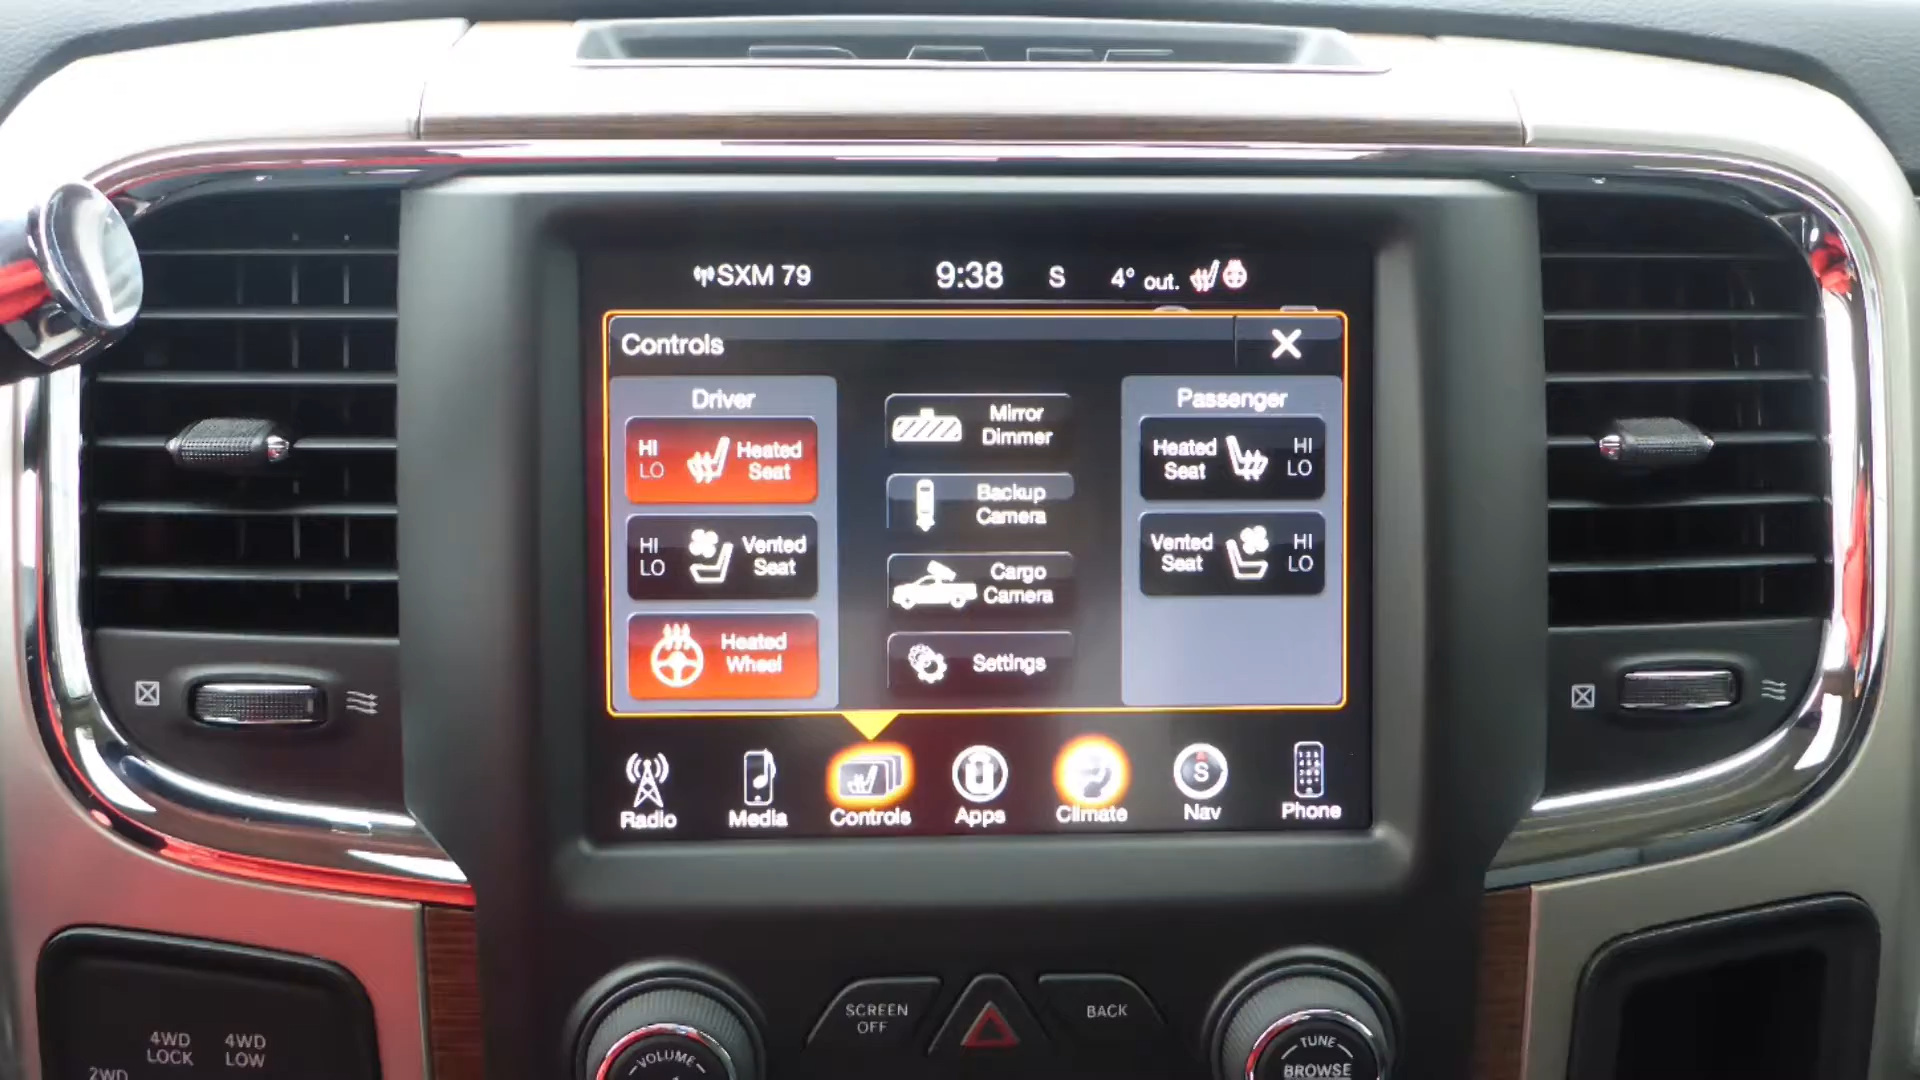 SXM 79 9:38 S 4° out.
Controls X
Driver
HI
LO
Heated
Seat
HI
LO
Vented
Seat
Heated
Wheel
Mirror
Dimmer
Backup
Camera
Cargo
Camera
Settings
Passenger
Heated
Seat
HI
LO
Vented
Seat
HI
LO
Radio Media Controls Apps Climate S Nav Phone
SCREEN
OFF
BACK
VOLUME
TUNE
BROWSE
4WD
LOCK
4WD
LOW
2WD